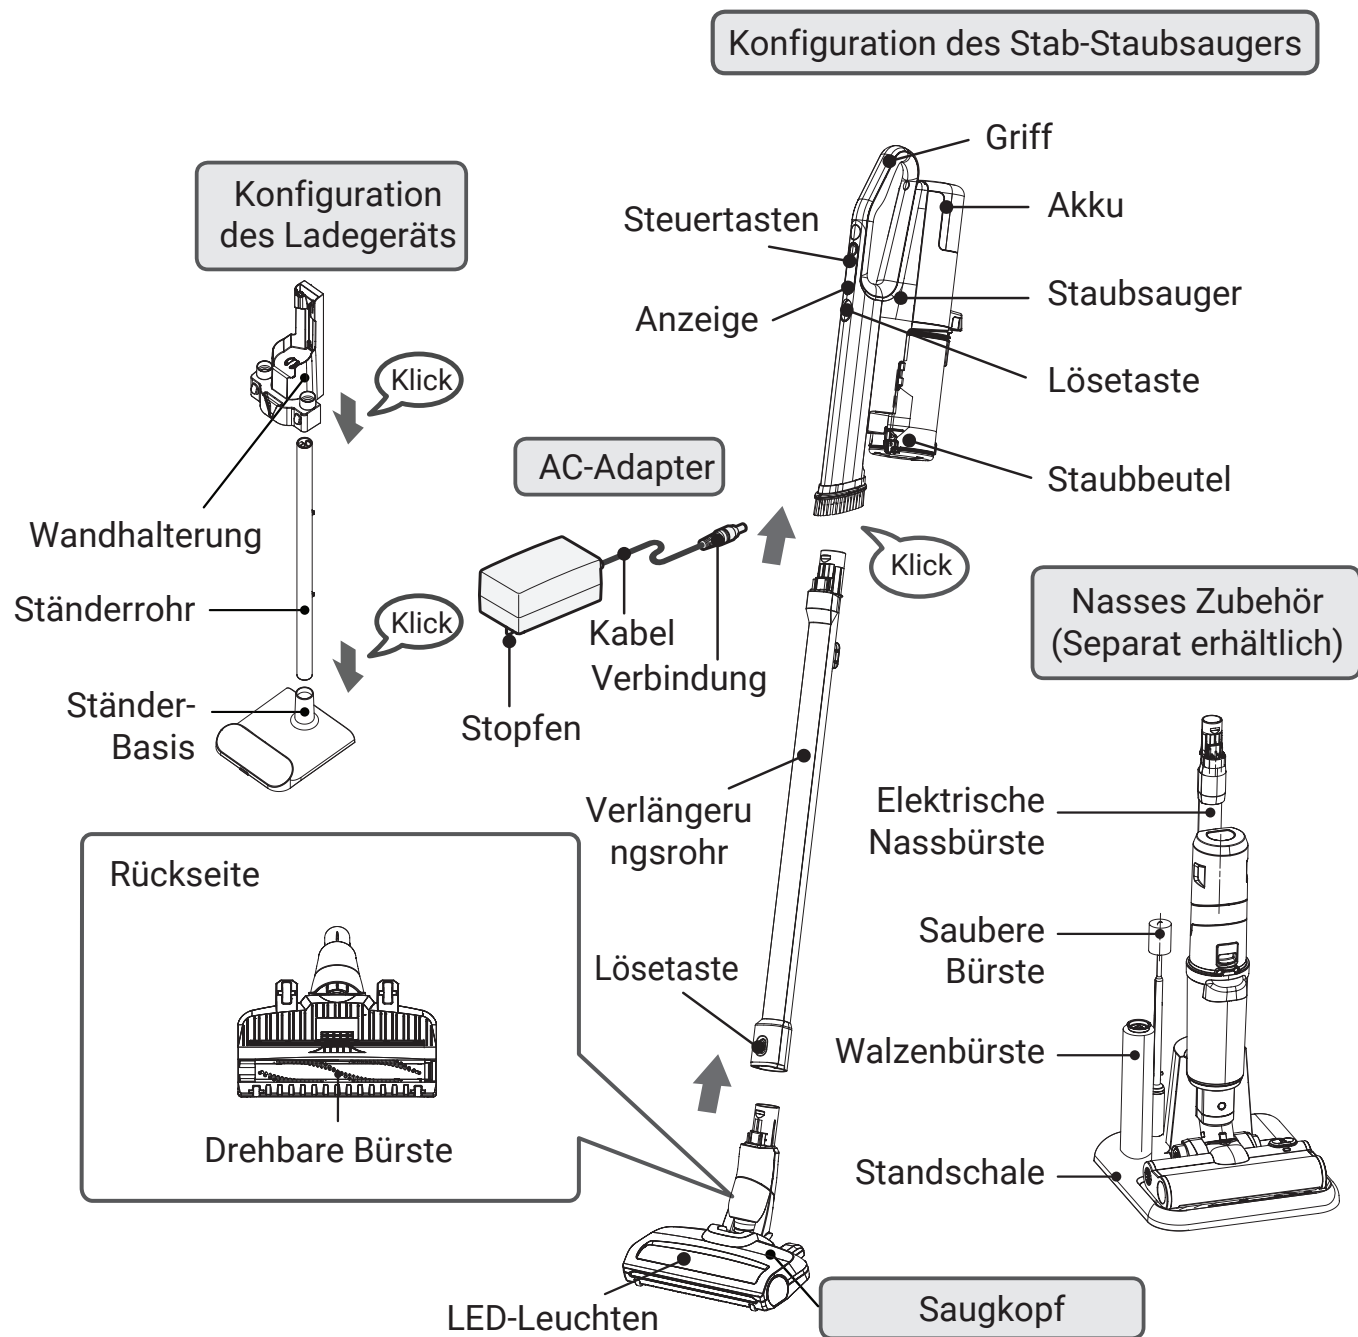 Konfiguration des Stab-Staubsaugers
Griff
Akku
Steuertasten
Staubsauger
Anzeige
Lösetaste
Staubbeutel
Klick
Konfiguration
des Ladegeräts
Klick
Wandhalterung
Ständerrohr
Klick
Ständer-
Basis
AC-Adapter
Kabel
Verbindung
Stopfen
Verlängeru
ngsrohr
Lösetaste
Rückseite
Drehbare Bürste
LED-Leuchten
Saugkopf
Nasses Zubehör
(Separat erhältlich)
Elektrische
Nassbürste
Saubere
Bürste
Walzenbürste
Standschale